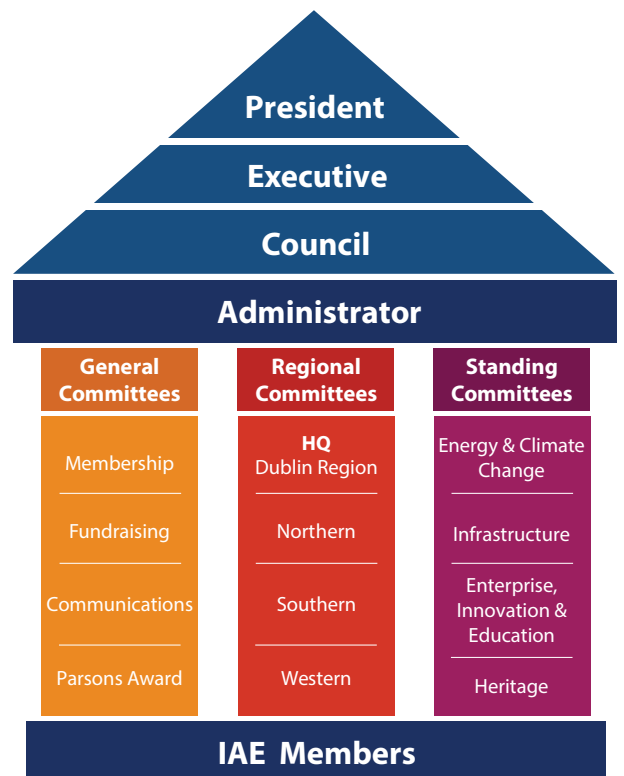 President
Executive
Council
Administrator
General
Committees
Membership
Fundraising
Communications
Parsons Award
Regional
Committees
HQ
Dublin Region
Northern
Southern
Western
Standing
Committees
Energy & Climate
Change
Infrastructure
Enterprise,
Innovation &
Education
Heritage
IAE Members